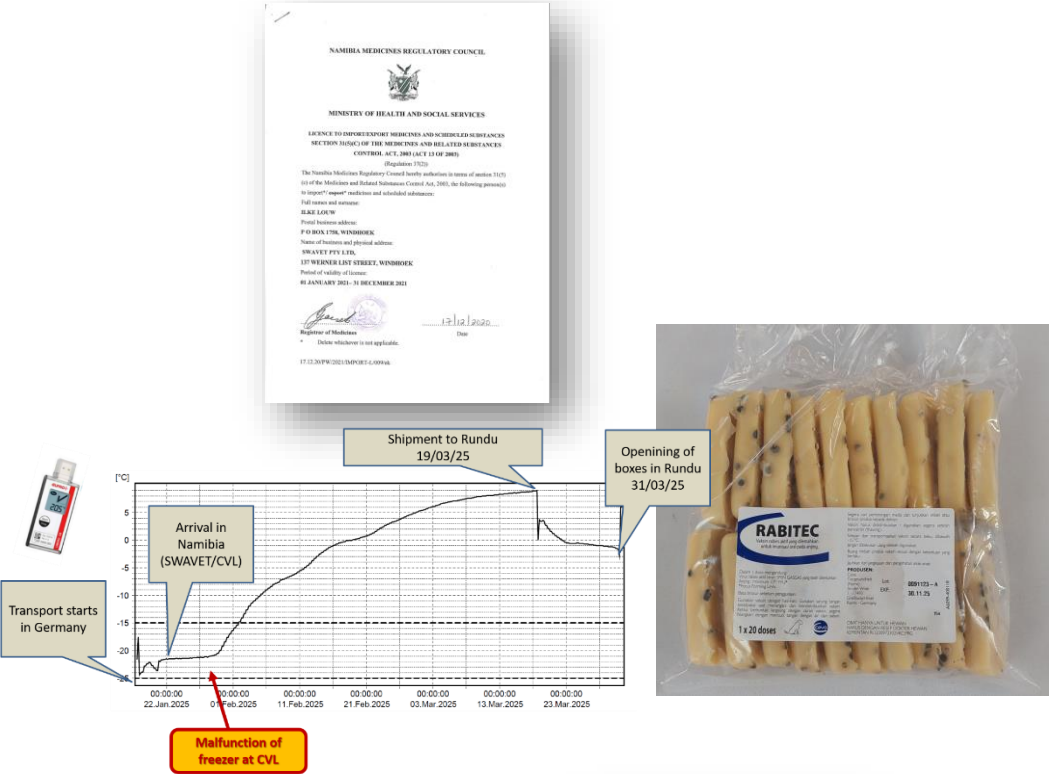 NAMIBIA MEDICINES REGULATORY COUNCIL
MINISTRY OF HEALTH AND SOCIAL SERVICES
LICENCE TO IMPORT/EXPORT MEDICINES AND SCHEDULED SUBSTANCES
SECTION 31(5)(C) OF THE MEDICINES AND RELATED SUBSTANCES
CONTROL ACT, 2003 (ACT 13 OF 2003)
(Regulation 37(2))
The Namibia Medicines Regulatory Council hereby authorises in terms of section 31(5)
(c) of the Medicines and Related Substances Control Act, 2003, the following person(s)
to import*/ export* medicines and scheduled substances:
Full names and surname:
ILKE LOUW
Postal business address:
P O BOX 1758, WINDHOEK
Name of business and physical address:
SWAVET PTY LTD,
137 WERNER LIST STREET, WINDHOEK
Period of validity of licence:
01 JANUARY 2021- 31 DECEMBER 2021
17/12/2020
Registrar of Medicines
Date
* Delete whichever is not applicable.
Shipment to Rundu
19/03/25
Openining of
boxes in Rundu
31/03/25
[°C]
5
0
-5
-10
-15
-20
Arrival in
Namibia
(SWAVET/CVL)
Transport starts
in Germany
00:00:00 00:00:00 00:00:00 00:00:00 00:00:00 00:00:00 00:00:00
22.Jan.2025 01.Feb.2025 11.Feb.2025 21.Feb.2025 03.Mar.2025 13.Mar.2025 23.Mar.2025
Malfunction of
freezer at CVL
RABITEC
PRODUSEN:
30.11.25
1 x 20 doses
Ceva